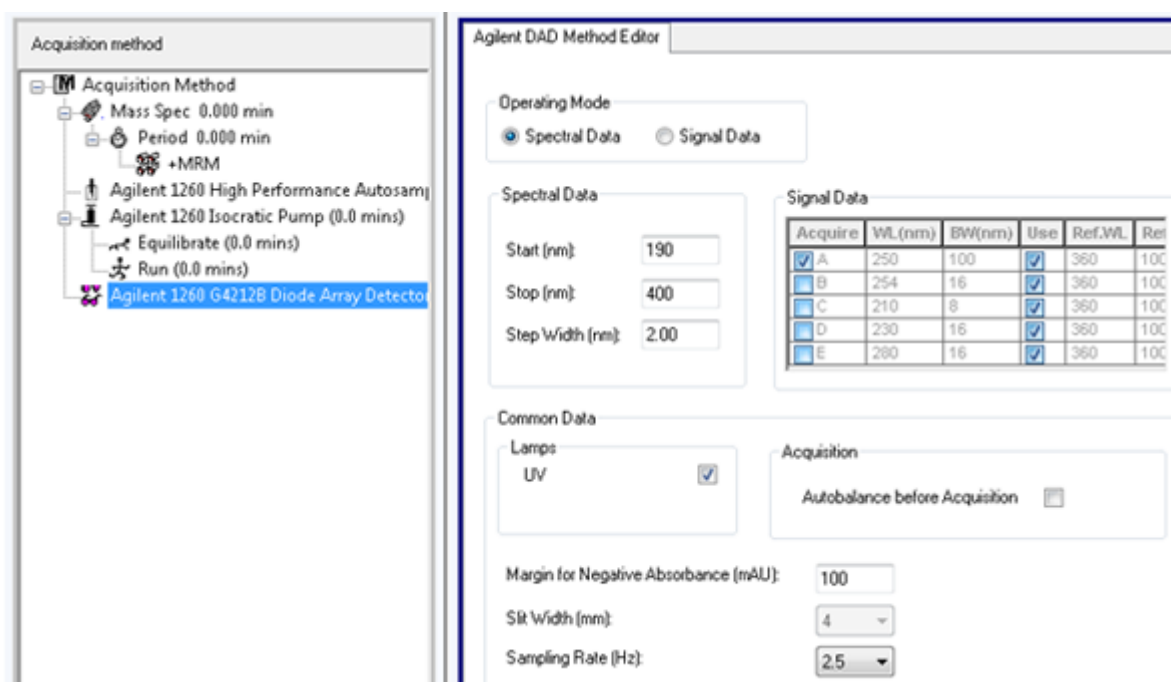 Acquisition method
Acquisition Method
Mass Spec 0.000 min
Period 0.000 min
+MRM
Agilent 1260 High Performance Autosam
Agilent 1260 Isocratic Pump (0.0 mins)
Equilibrate (0.0 mins)
Run (0.0 mins)
Agilent 1260 G4212B Diode Array Detector
Agilent DAD Method Editor
Operating Mode
Spectral Data Signal Data
Spectral Data
Start (nm): 190
Stop (nm): 400
Step Width (nm): 2.00
Signal Data
Acquire WL(nm) BW(nm) Use Ref.WL Re
A 250 100 360 100
B 254 16 360 100
C 210 8 360 100
D 230 16 360 100
E 280 16 360 100
Common Data
Lamps
UV
Acquisition
Autobalance before Acquisition
Margin for Negative Absorbance (mAU): 100
Slit Width (mm): 4
Sampling Rate (Hz): 2.5